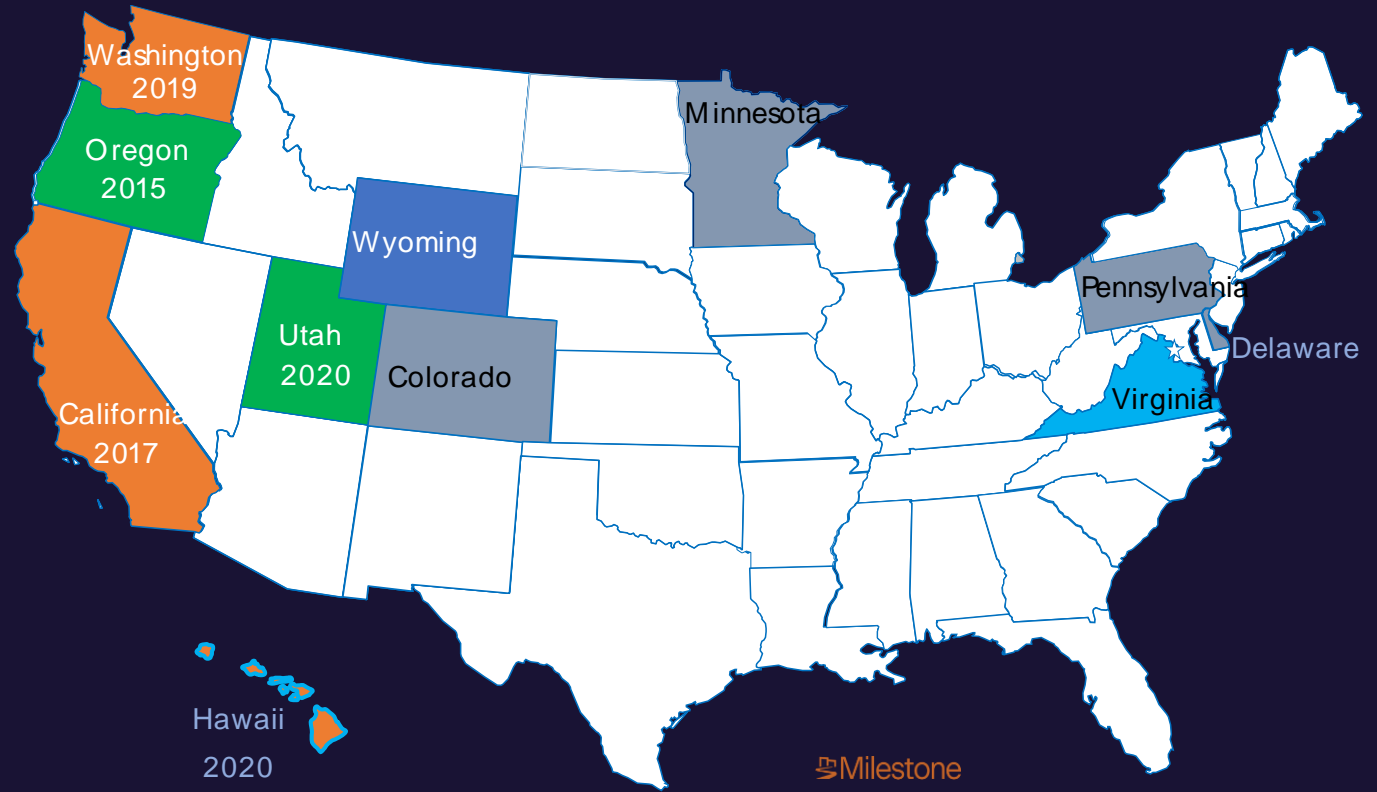 Washington
2019
Oregon
2015
California
2017
Utah
2020
Wyoming
Colorado
Minnesota
Pennsylvania
Delaware
Virginia
Hawaii
2020
Milestone